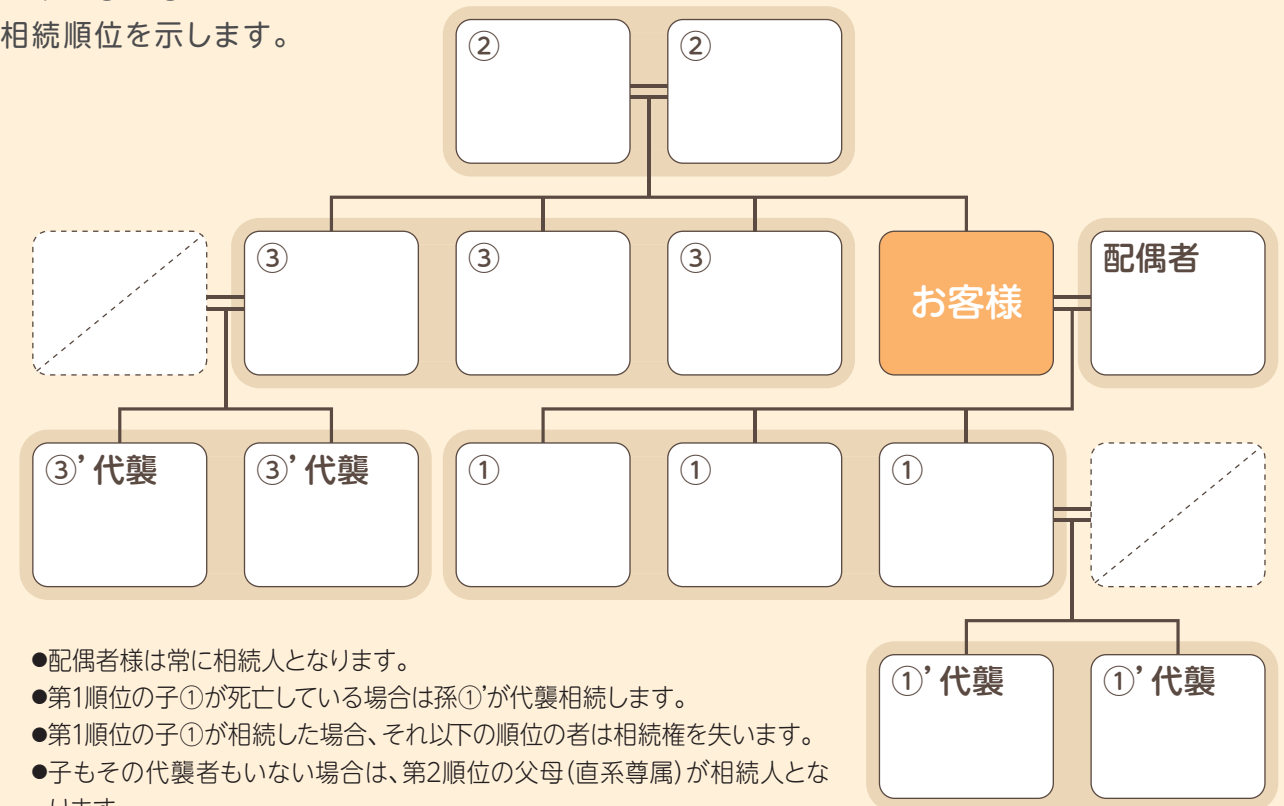 相続順位を示します。
②
②
③
③
③
お客様
配偶者
③’代襲
③’代襲
①
①
①
①’代襲
①’代襲
●配偶者様は常に相続人となります。
●第1順位の子①が死亡している場合は孫①’が代襲相続します。
●第1順位の子①が相続した場合、それ以下の順位の者は相続権を失います。
●子もその代襲者もいない場合は、第2順位の父母(直系尊属)が相続人とな
ります。